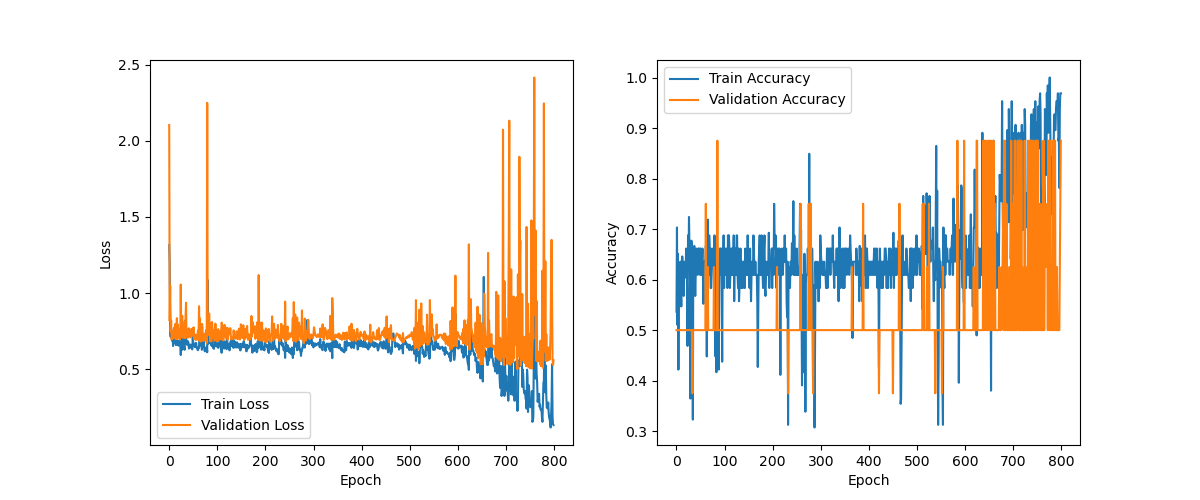 2.5
2.0
1.5
1.0
0.5
Loss
Train Loss
Validation Loss
0 100 200 300 400 500 600 700 800
Epoch
Train Accuracy
Validation Accuracy
1.0
0.9
0.8
0.7
0.6
0.5
0.4
0.3
Accuracy
0 100 200 300 400 500 600 700 800
Epoch